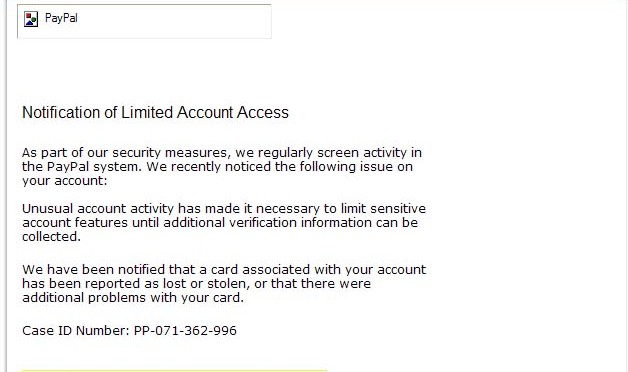 PayPal
Notification of Limited Account Access
As part of our security measures, we regularly screen activity in
the PayPal system. We recently noticed the following issue on
your account:
Unusual account activity has made it necessary to limit sensitive
account features until additional verification information can be
collected.
We have been notified that a card associated with your account
has been reported as lost or stolen, or that there were
additional problems with your card.
Case ID Number: PP-071-362-996